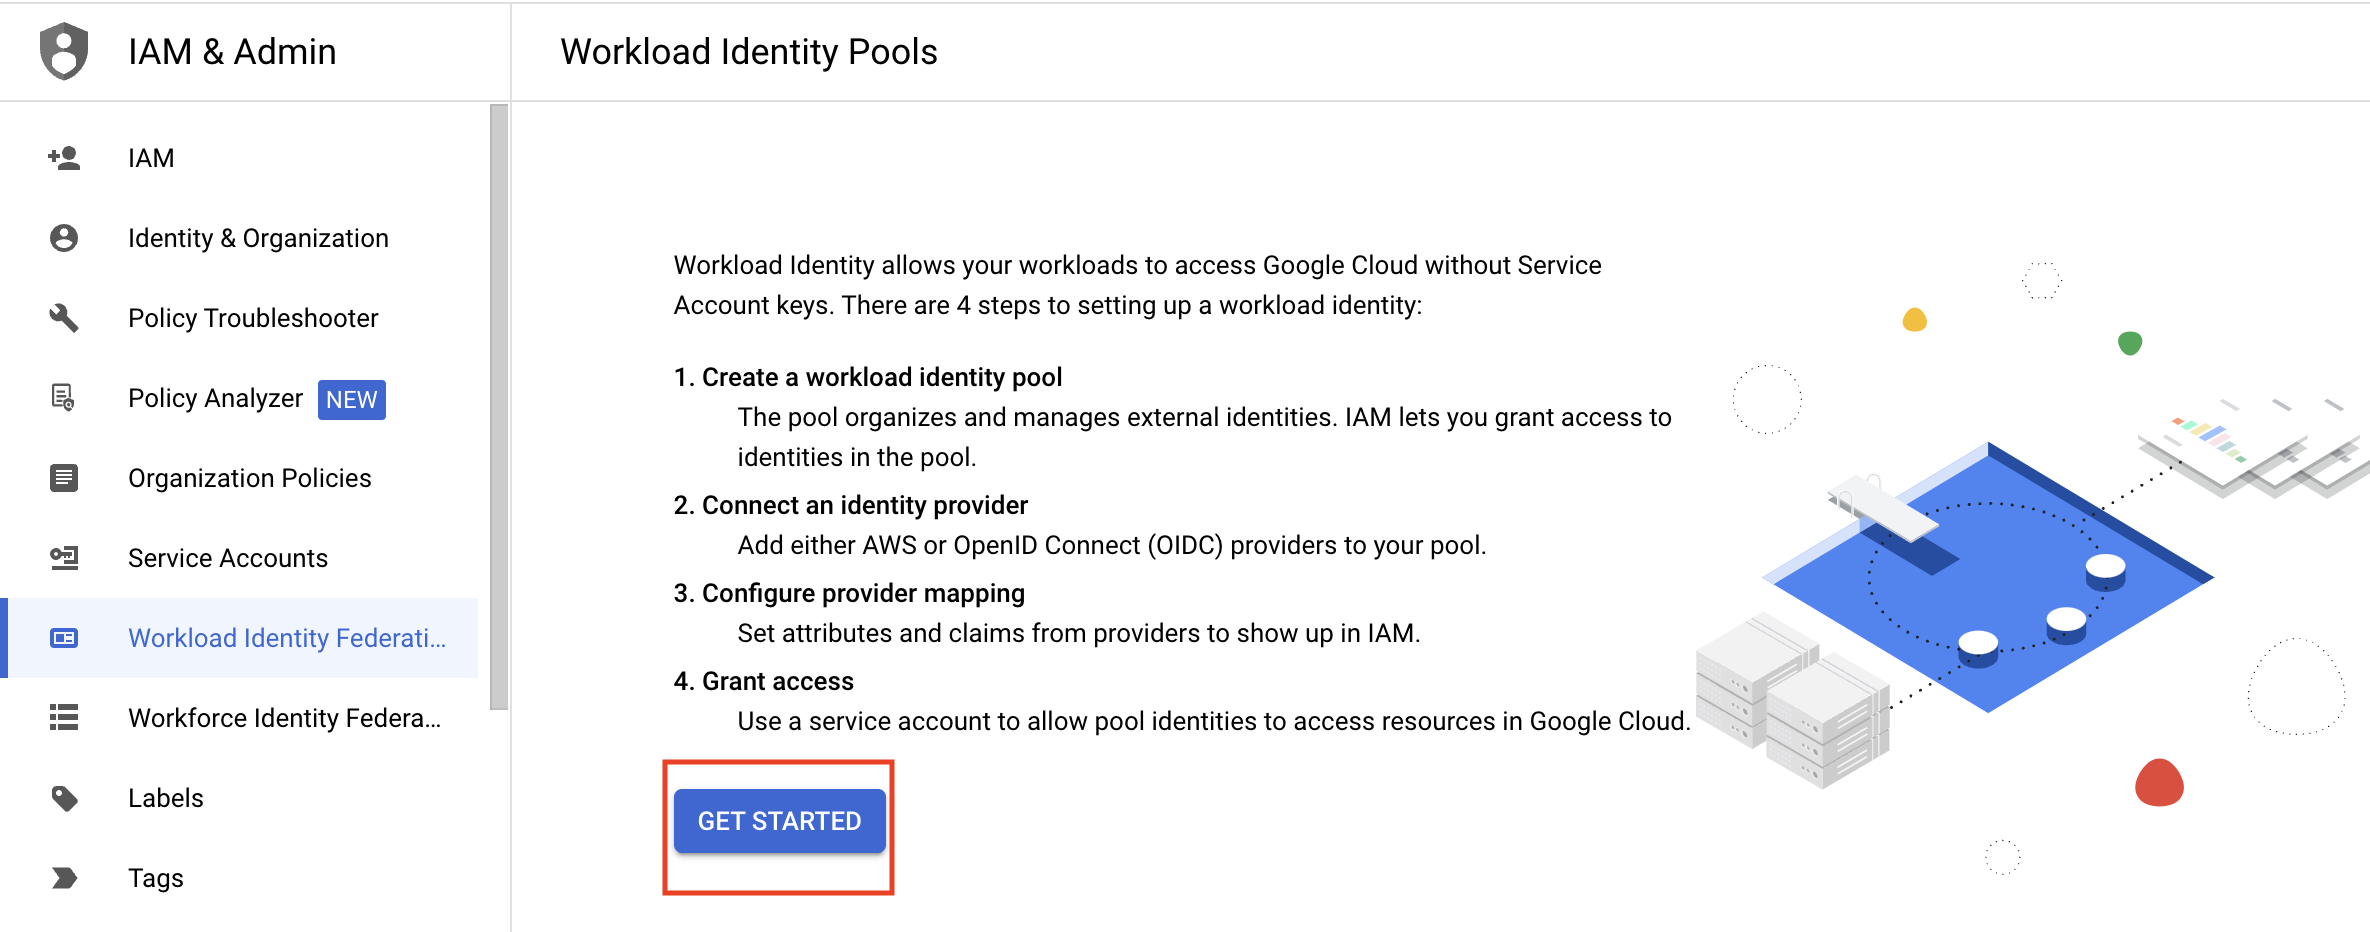 IAM & Admin
Workload Identity Pools
IAM
Identity & Organization
Policy Troubleshooter
Policy Analyzer NEW
Organization Policies
Service Accounts
Workload Identity Federati...
Workforce Identity Federa...
Labels
Tags
Workload Identity allows your workloads to access Google Cloud without Service
Account keys. There are 4 steps to setting up a workload identity:
1. Create a workload identity pool
The pool organizes and manages external identities. IAM lets you grant access to
identities in the pool.
2. Connect an identity provider
Add either AWS or OpenID Connect (OIDC) providers to your pool.
3. Configure provider mapping
Set attributes and claims from providers to show up in IAM.
4. Grant access
Use a service account to allow pool identities to access resources in Google Cloud.
GET STARTED